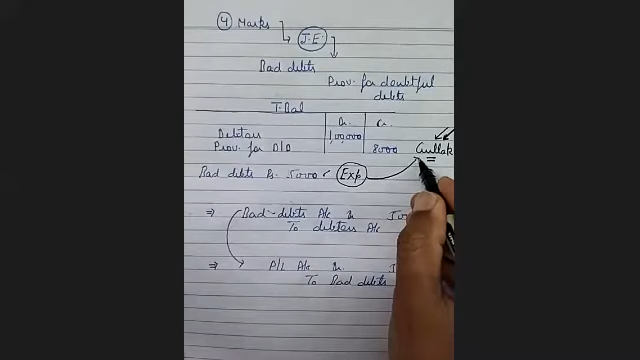 4 Marks
J.E.
Bad debts
Prov. for doubtful
debts
T. Bal
Dr. Cr.
Debtors 1,00,000
Prov. for D/D 8000 Gullak
Bad debts Rs. 5000 Exp
⇒ Bad-debts A/c Dr
To debtors A/c
⇒ P/L A/c Dr.
To Bad debts